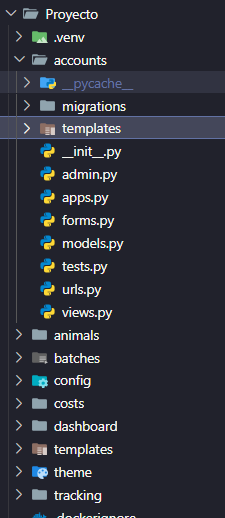 Proyecto
.venv
accounts
__pycache__
migrations
templates
__init__.py
admin.py
apps.py
forms.py
models.py
tests.py
urls.py
views.py
animals
batches
config
costs
dashboard
templates
theme
tracking
.dockerignore